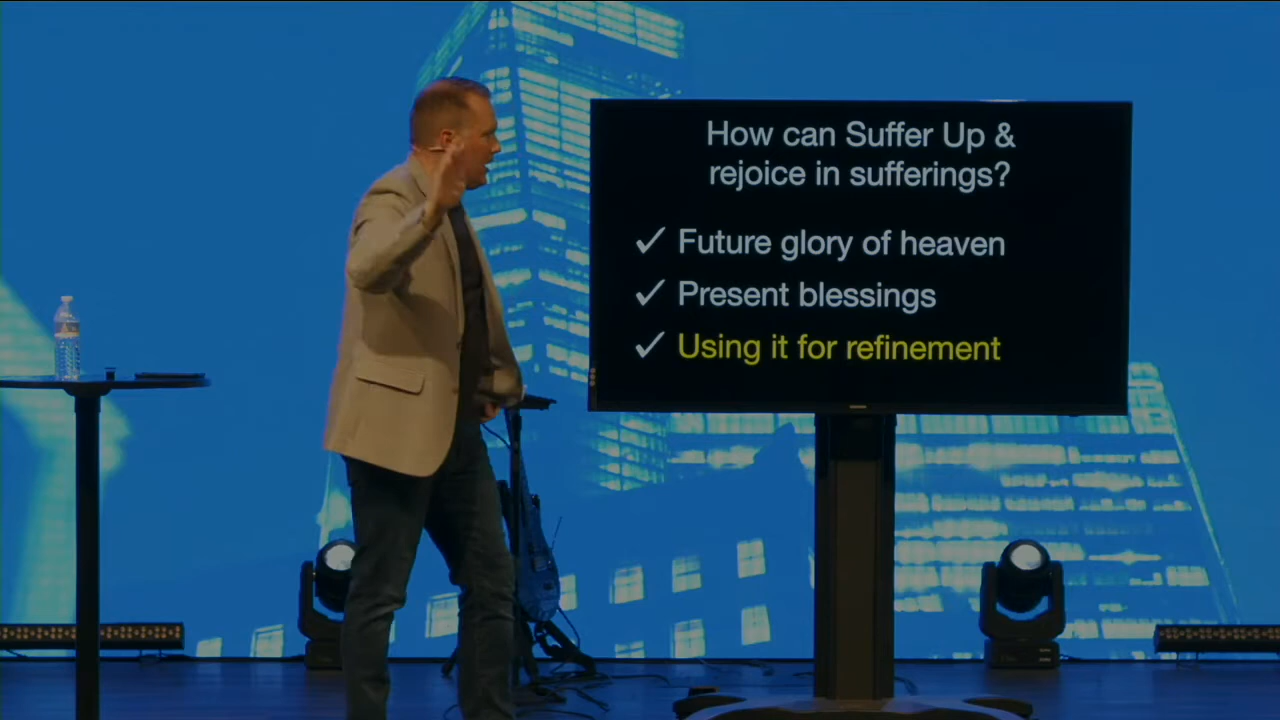 How can Suffer Up &
rejoice in sufferings?
✓ Future glory of heaven
✓ Present blessings
✓ Using it for refinement